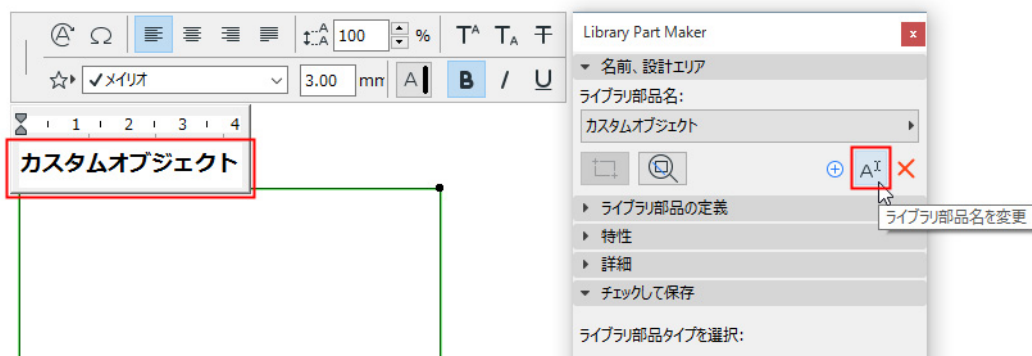 100 %
メイリオ 3.00 mm A B I U
1 2 3 4
カスタムオブジェクト
Library Part Maker
名前、設計エリア
ライブラリ部品名:
カスタムオブジェクト
ライブラリ部品名を変更
ライブラリ部品の定義
特性
詳細
チェックして保存
ライブラリ部品タイプを選択: